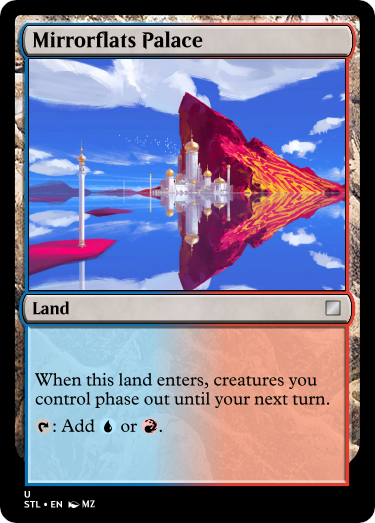 Mirrorflats Palace
Land
When this land enters, creatures you
control phase out until your next turn.
: Add or .
U
STL • EN MZ